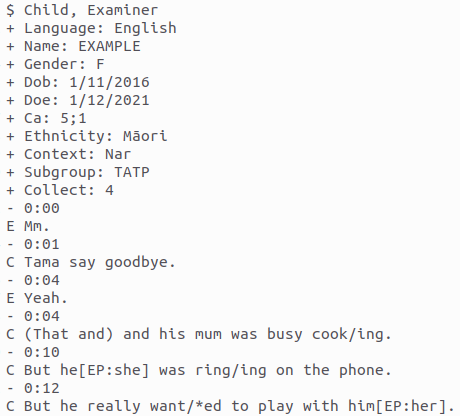 $ Child, Examiner
+ Language: English
+ Name: EXAMPLE
+ Gender: F
+ Dob: 1/11/2016
+ Doe: 1/12/2021
+ Ca: 5;1
+ Ethnicity: Māori
+ Context: Nar
+ Subgroup: TATP
+ Collect: 4
- 0:00
E Mm.
- 0:01
C Tama say goodbye.
- 0:04
E Yeah.
- 0:04
C (That and) and his mum was busy cook/ing.
- 0:10
C But he[EP:she] was ring/ing on the phone.
- 0:12
C But he really want/*ed to play with him[EP:her].